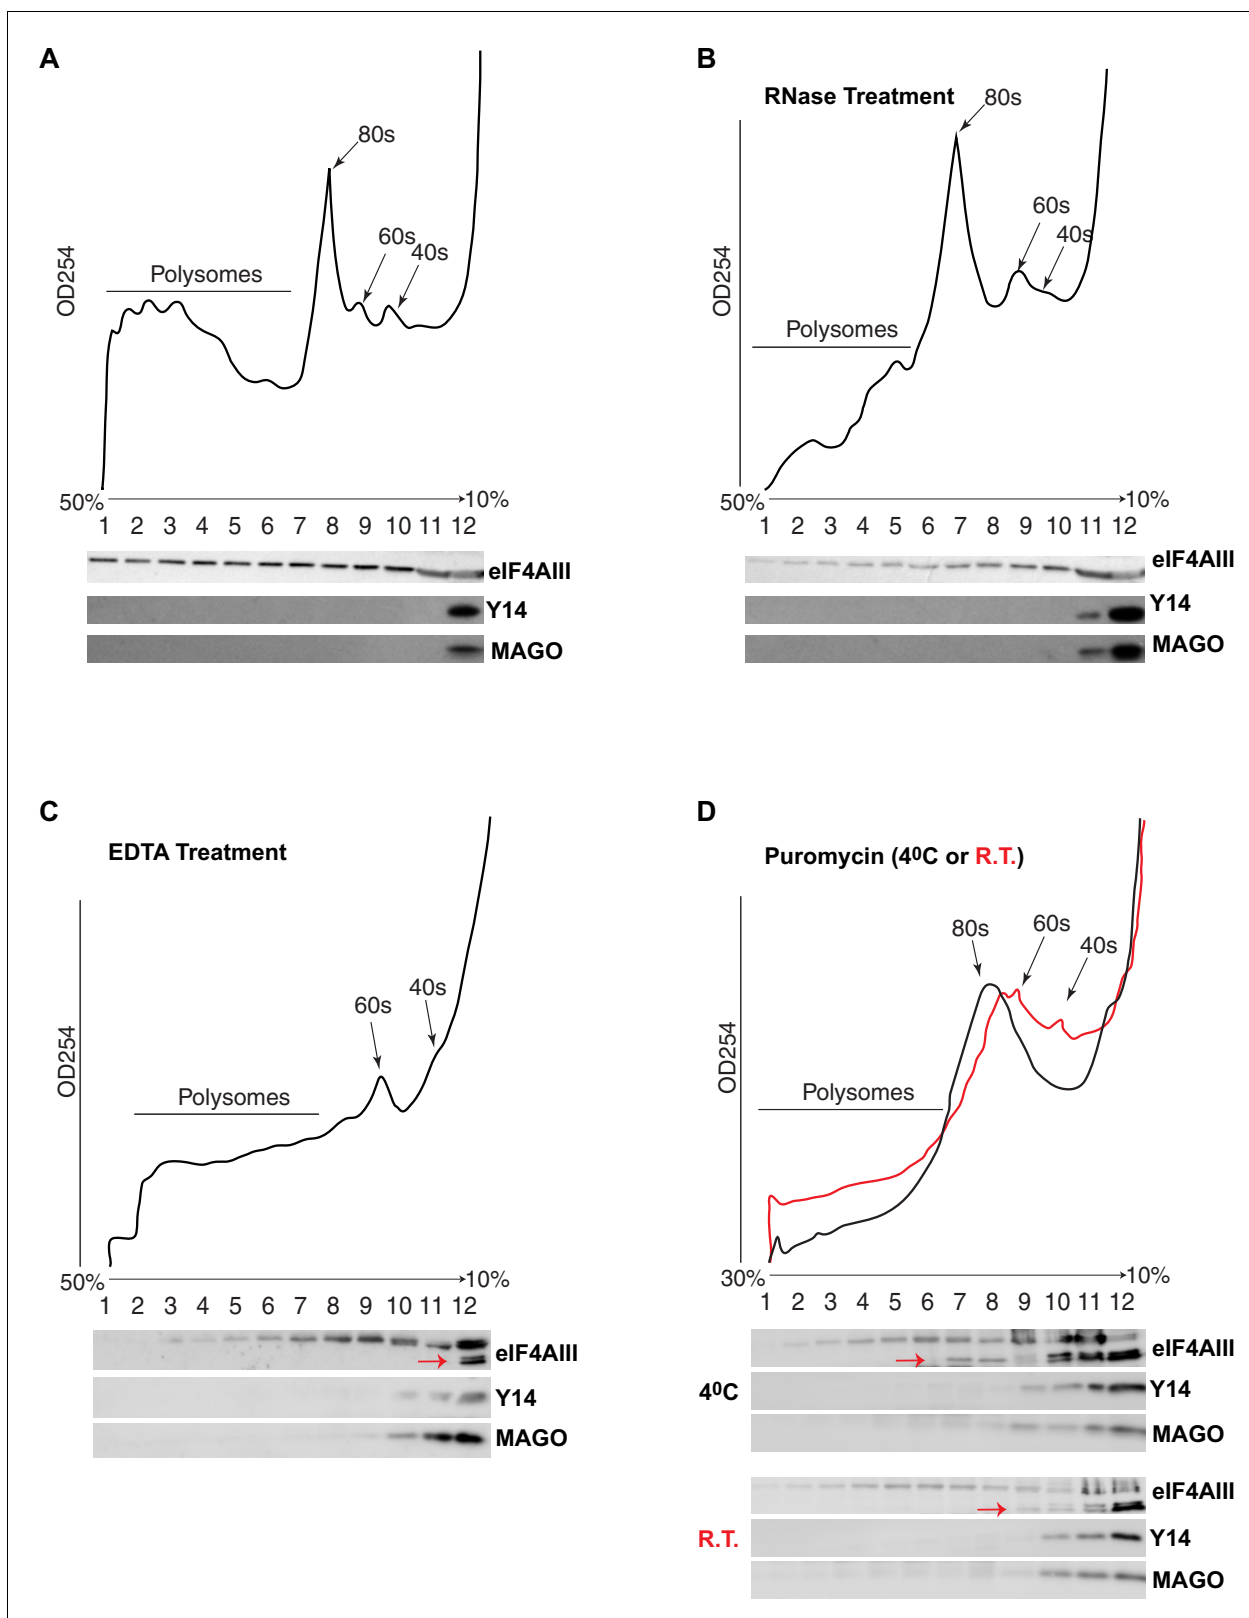 A
80s
60s
40s
Polysomes
OD254
50%
10%
1 2 3 4 5 6 7 8 9 10 11 12
eIF4AIII
Y14
MAGO
B
RNase Treatment
80s
60s
40s
Polysomes
OD254
50%
10%
1 2 3 4 5 6 7 8 9 10 11 12
eIF4AIII
Y14
MAGO
C
EDTA Treatment
60s
40s
Polysomes
OD254
50%
10%
1 2 3 4 5 6 7 8 9 10 11 12
eIF4AIII
Y14
MAGO
D
Puromycin (4⁰C or R.T.)
80s
60s
40s
Polysomes
OD254
30%
10%
1 2 3 4 5 6 7 8 9 10 11 12
eIF4AIII
4⁰C
Y14
MAGO
eIF4AIII
R.T.
Y14
MAGO